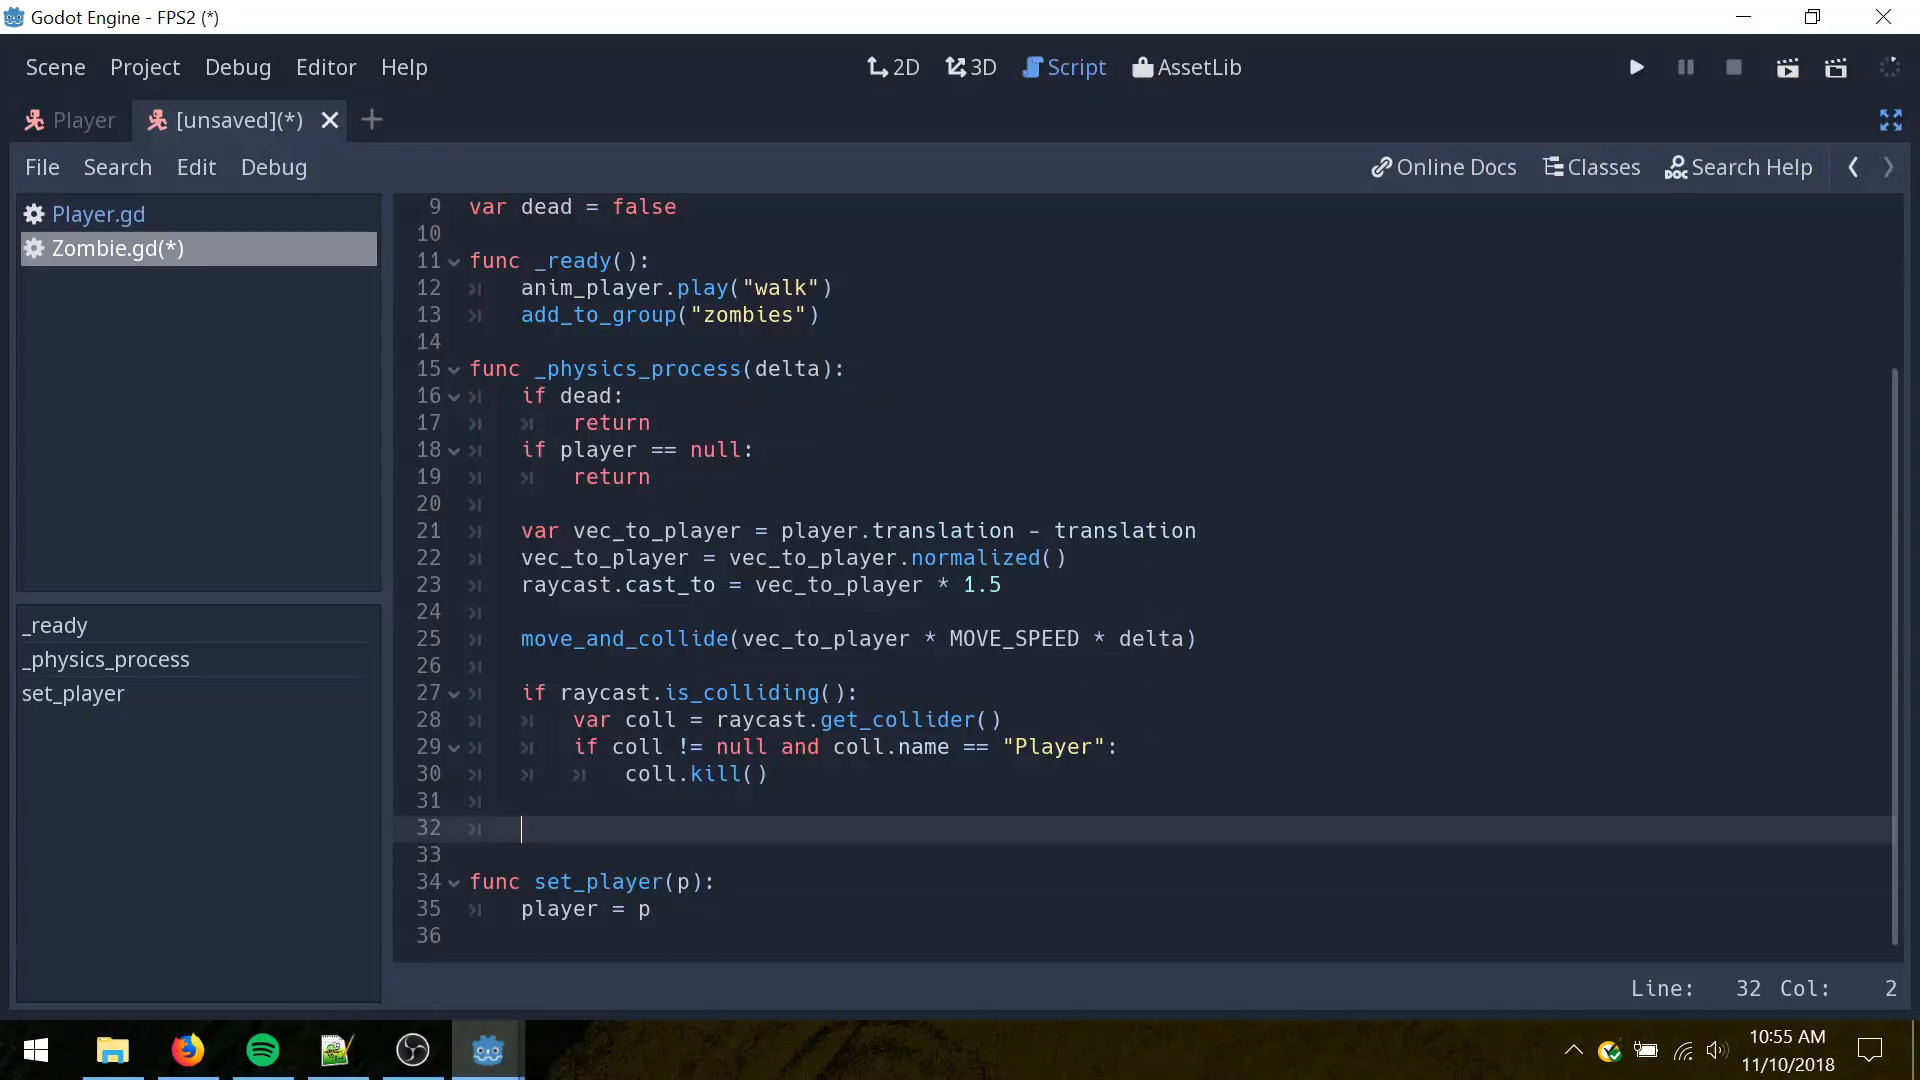 Godot Engine - FPS2 (*)
Scene Project Debug Editor Help
2D 3D Script AssetLib
Player [unsaved](*)
File Search Edit Debug
Online Docs Classes DOC Search Help
Player.gd
Zombie.gd(*)
_ready
_physics_process
set_player
9 var dead = false
10
11 func _ready():
12 anim_player.play("walk")
13 add_to_group("zombies")
14
15 func _physics_process(delta):
16 if dead:
17 return
18 if player == null:
19 return
20
21 var vec_to_player = player.translation - translation
22 vec_to_player = vec_to_player.normalized()
23 raycast.cast_to = vec_to_player * 1.5
24
25 move_and_collide(vec_to_player * MOVE_SPEED * delta)
26
27 if raycast.is_colliding():
28 var coll = raycast.get_collider()
29 if coll != null and coll.name == "Player":
30 coll.kill()
31
32
33
34 func set_player(p):
35 player = p
36
Line: 32 Col: 2
10:55 AM
11/10/2018